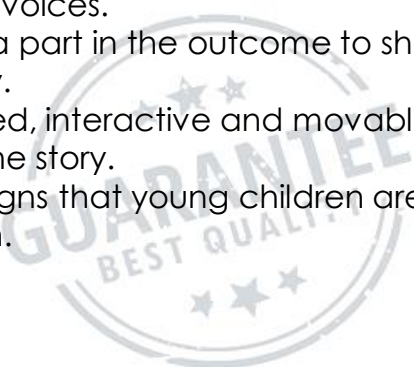 voices.
a part in the outcome to sh
ed, interactive and movabl
ne story.
gns that young children are
GUARANTEE
BEST QUALITY